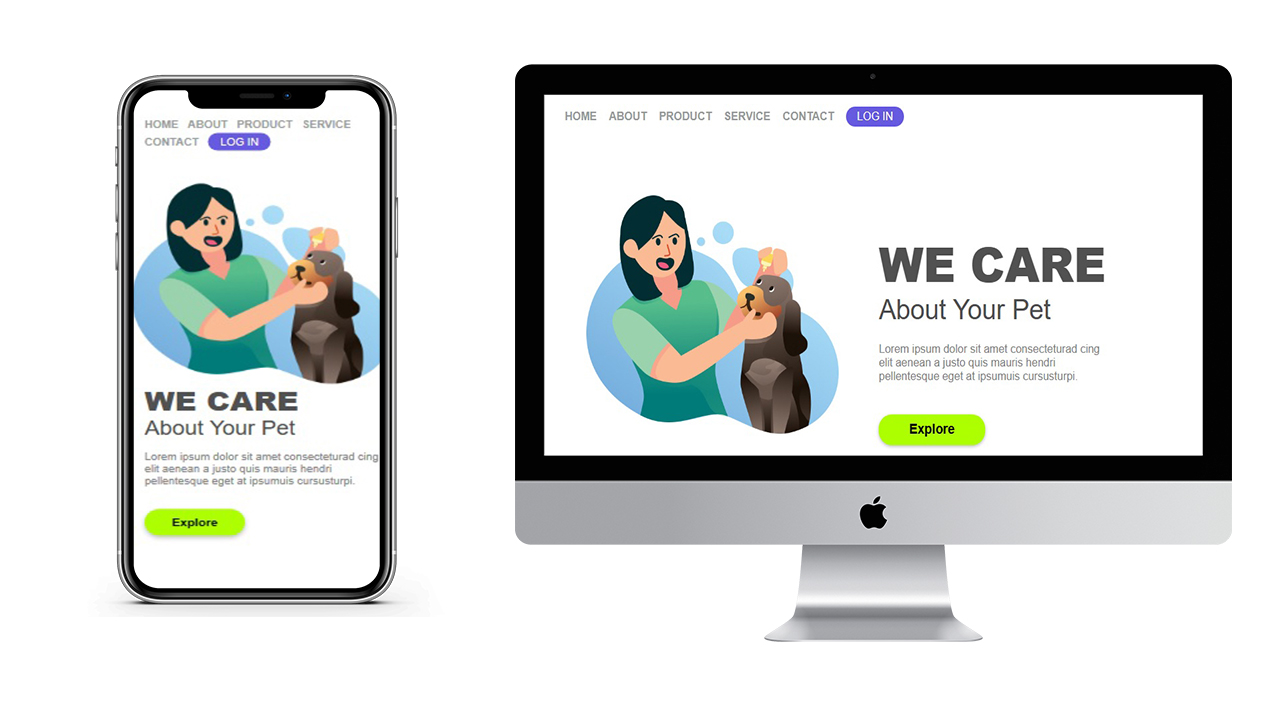 HOME ABOUT PRODUCT SERVICE
CONTACT LOG IN
WE CARE
About Your Pet
Lorem ipsum dolor sit amet consecteturad cing
elit aenean a justo quis mauris hendri
pellentesque eget at ipsumuis cursusturpi.
Explore
HOME ABOUT PRODUCT SERVICE CONTACT LOG IN
WE CARE
About Your Pet
Lorem ipsum dolor sit amet consecteturad cing
elit aenean a justo quis mauris hendri
pellentesque eget at ipsumuis cursusturpi.
Explore